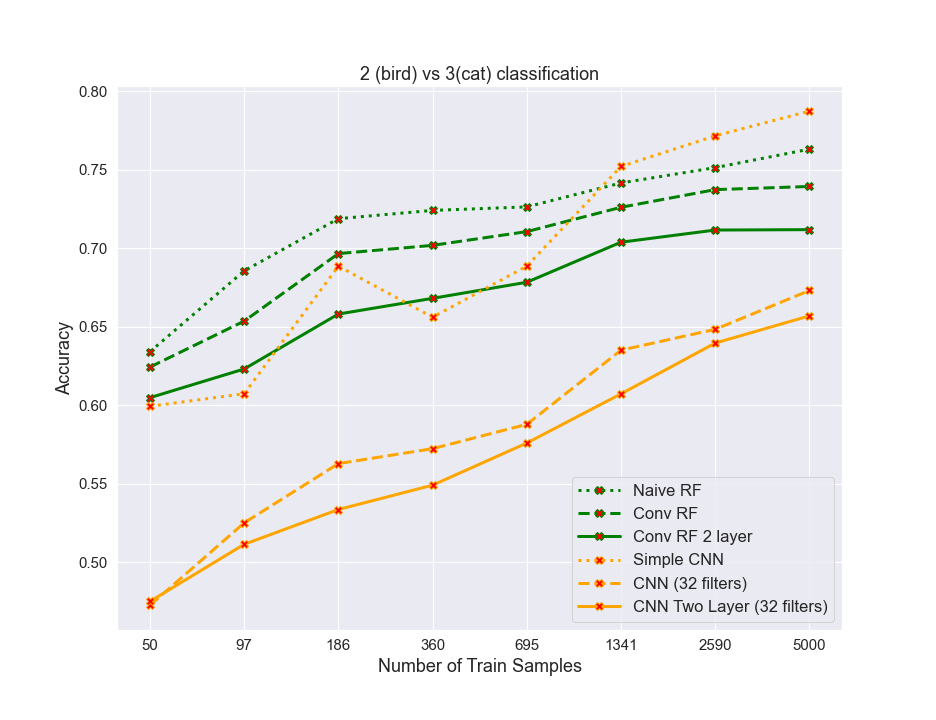 2 (bird) vs 3(cat) classification
0.80
0.75
0.70
0.65
0.60
0.55
0.50
Accuracy
Naive RF
Conv RF
Conv RF 2 layer
Simple CNN
CNN (32 filters)
CNN Two Layer (32 filters)
50 97 186 360 695 1341 2590 5000
Number of Train Samples